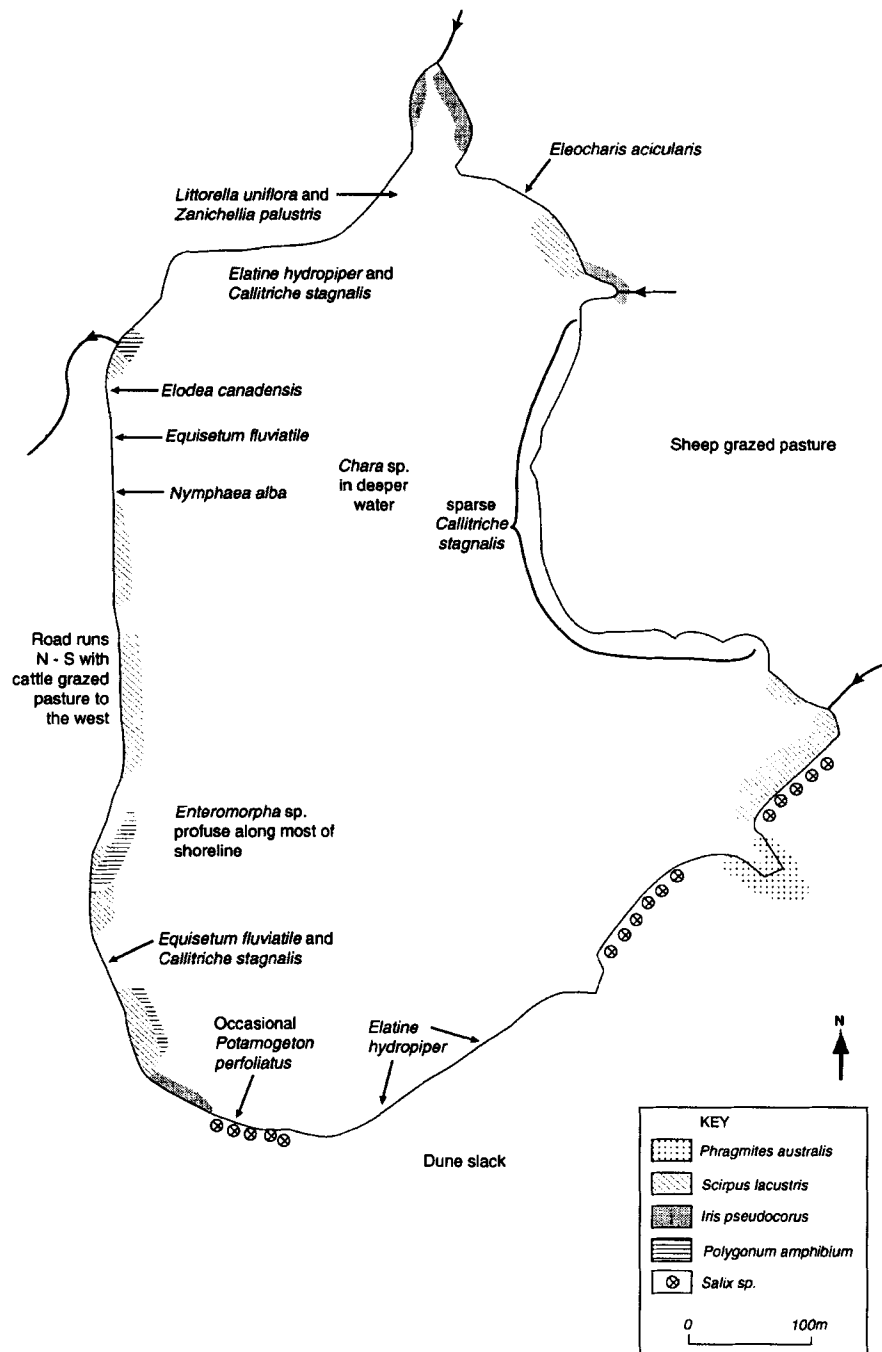 Eleocharis acicularis
Littorella uniflora and
Zanichellia palustris
Elatine hydropiper and
Callitriche stagnalis
Elodea canadensis
Equisetum fluviatile
Nymphaea alba
Chara sp.
in deeper
water
sparse
Callitriche
stagnalis
Sheep grazed pasture
Road runs
N - S with
cattle grazed
pasture to
the west
Enteromorpha sp.
profuse along most of
shoreline
Equisetum fluviatile and
Callitriche stagnalis
Occasional
Potamogeton
perfoliatus
Elatine
hydropiper
Dune slack
N
KEY
Phragmites australis
Scirpus lacustris
Iris pseudocorus
Polygonum amphibium
Salix sp.
0 100m